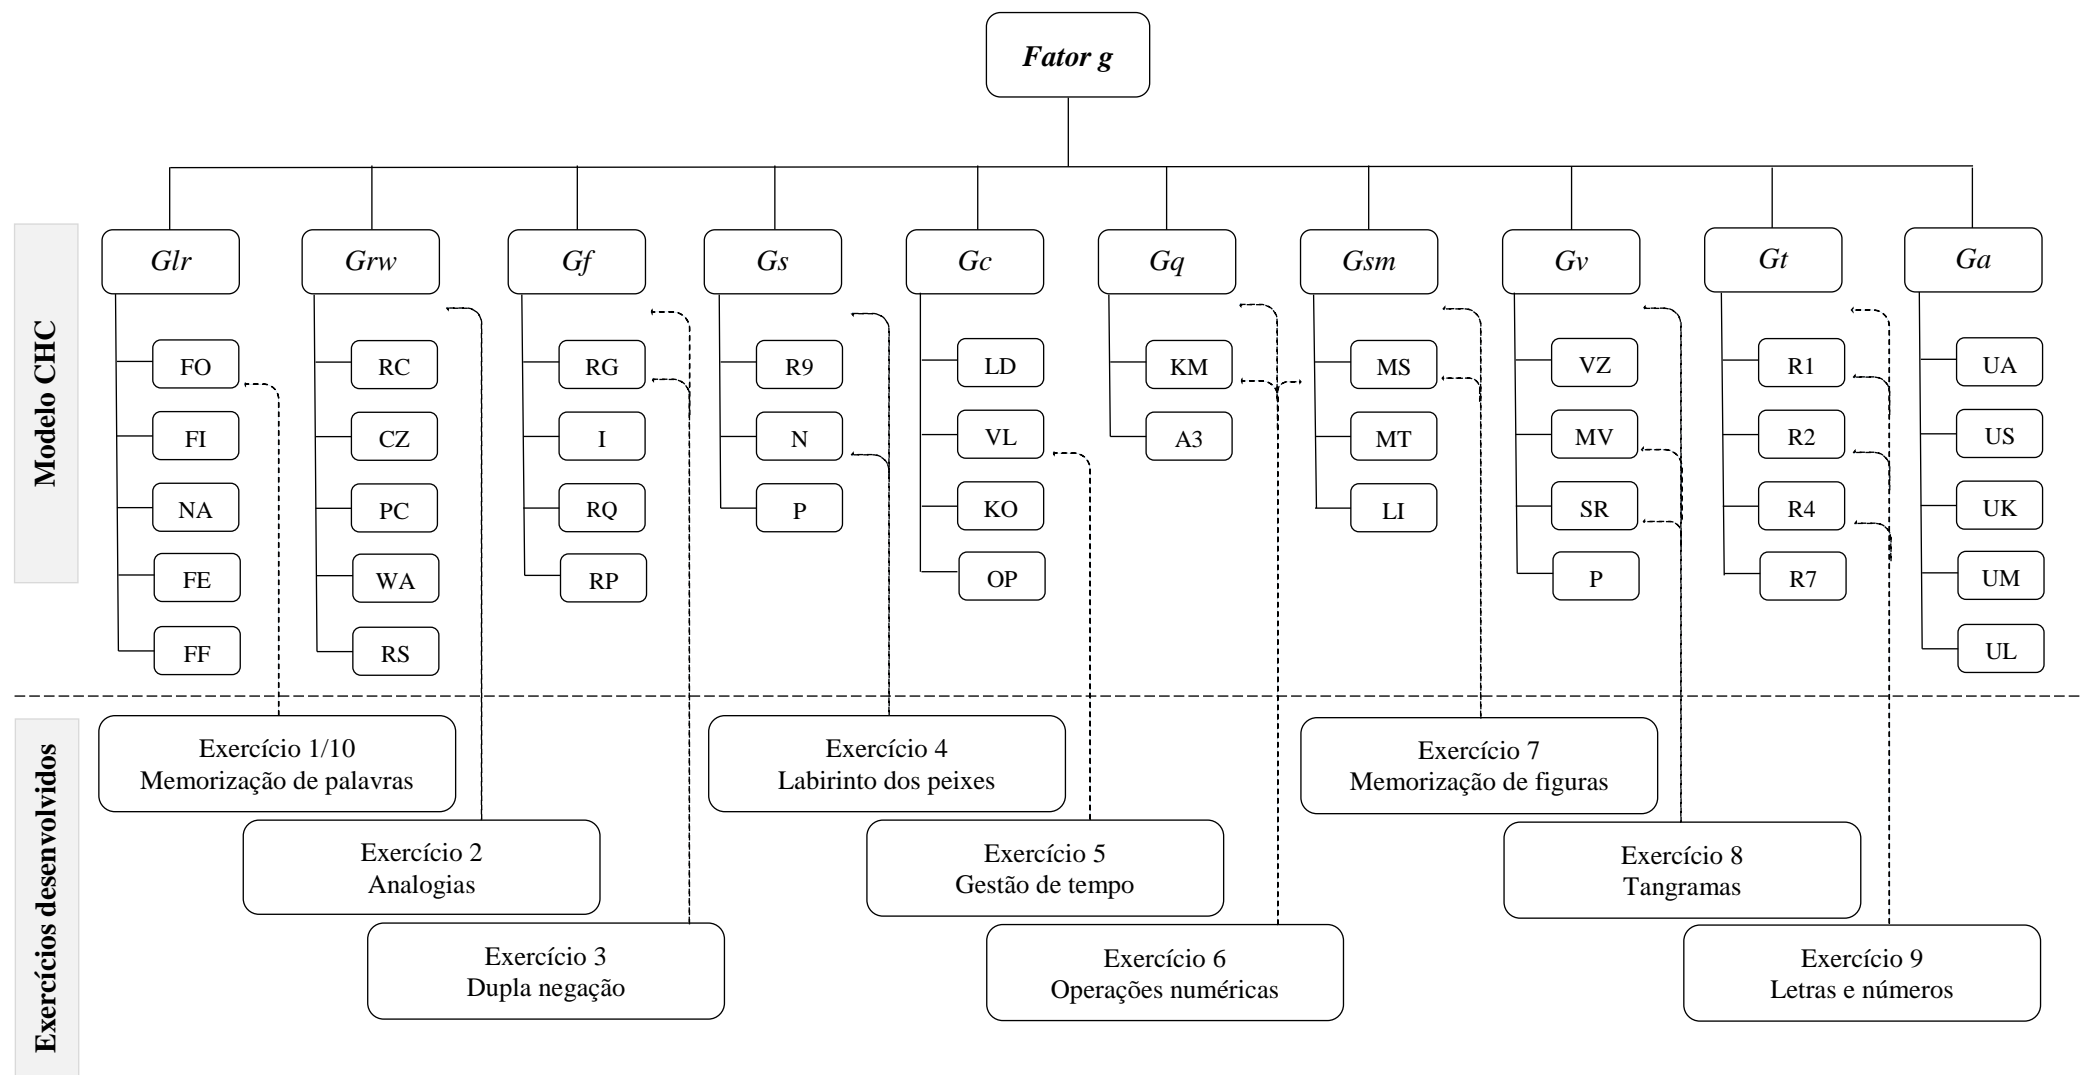 Fator g
Modelo CHC
Glr
Grw
Gf
Gs
Gc
Gq
Gsm
Gv
Gt
Ga
FO
FI
NA
FE
FF
RC
CZ
PC
WA
RS
RG
I
RQ
RP
R9
N
P
LD
VL
KO
OP
KM
A3
MS
MT
LI
VZ
MV
SR
P
R1
R2
R4
R7
UA
US
UK
UM
UL
Exercícios desenvolvidos
Exercício 1/10
Memorização de palavras
Exercício 2
Analogias
Exercício 3
Dupla negação
Exercício 4
Labirinto dos peixes
Exercício 5
Gestão de tempo
Exercício 6
Operações numéricas
Exercício 7
Memorização de figuras
Exercício 8
Tangramas
Exercício 9
Letras e números